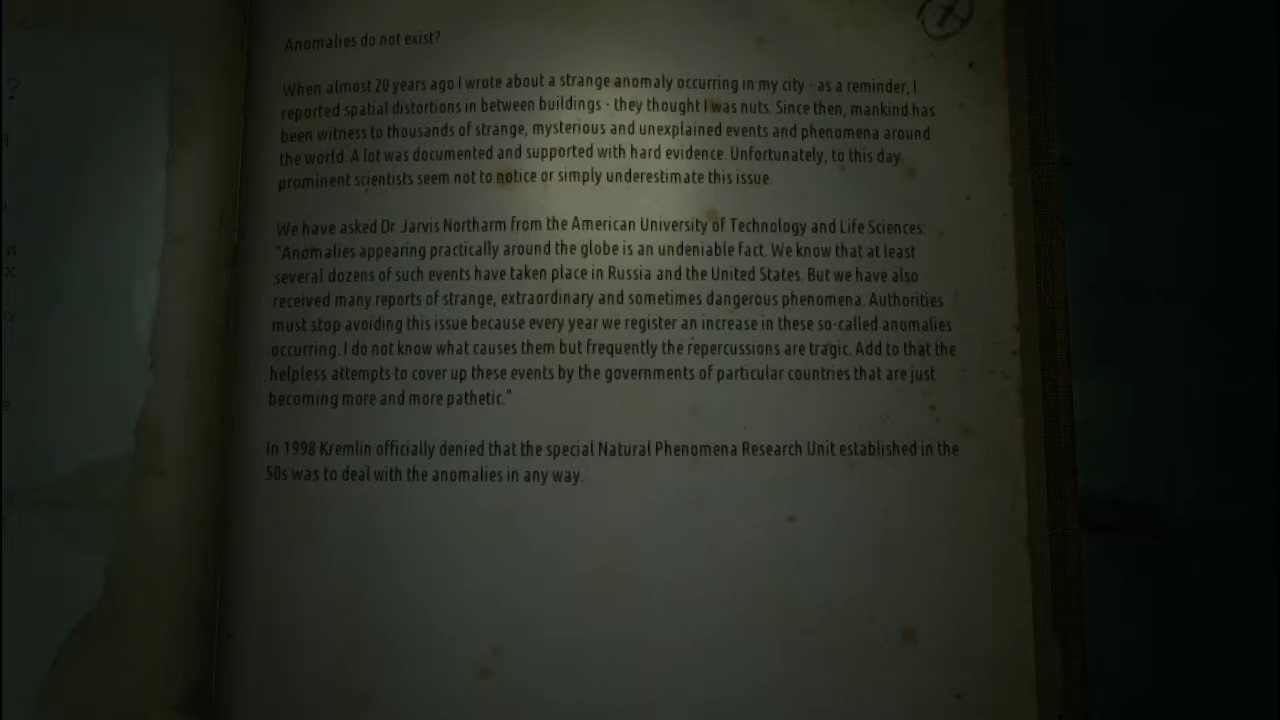 Anomalies do not exist?
When almost 20 years ago I wrote about a strange anomaly occurring in my city - as a reminder, I
reported spatial distortions in between buildings - they thought I was nuts. Since then, mankind has
been witness to thousands of strange, mysterious and unexplained events and phenomena around
the world. A lot was documented and supported with hard evidence. Unfortunately, to this day,
prominent scientists seem not to notice or simply underestimate this issue.
We have asked Dr. Jarvis Northarm from the American University of Technology and Life Sciences:
"Anomalies appearing practically around the globe is an undeniable fact. We know that at least
several dozens of such events have taken place in Russia and the United States. But we have also
received many reports of strange, extraordinary and sometimes dangerous phenomena. Authorities
must stop avoiding this issue because every year we register an increase in these so-called anomalies
occurring. I do not know what causes them but frequently the repercussions are tragic. Add to that the
helpless attempts to cover up these events by the governments of particular countries that are just
becoming more and more pathetic."
In 1998 Kremlin officially denied that the special Natural Phenomena Research Unit established in the
50s was to deal with the anomalies in any way.